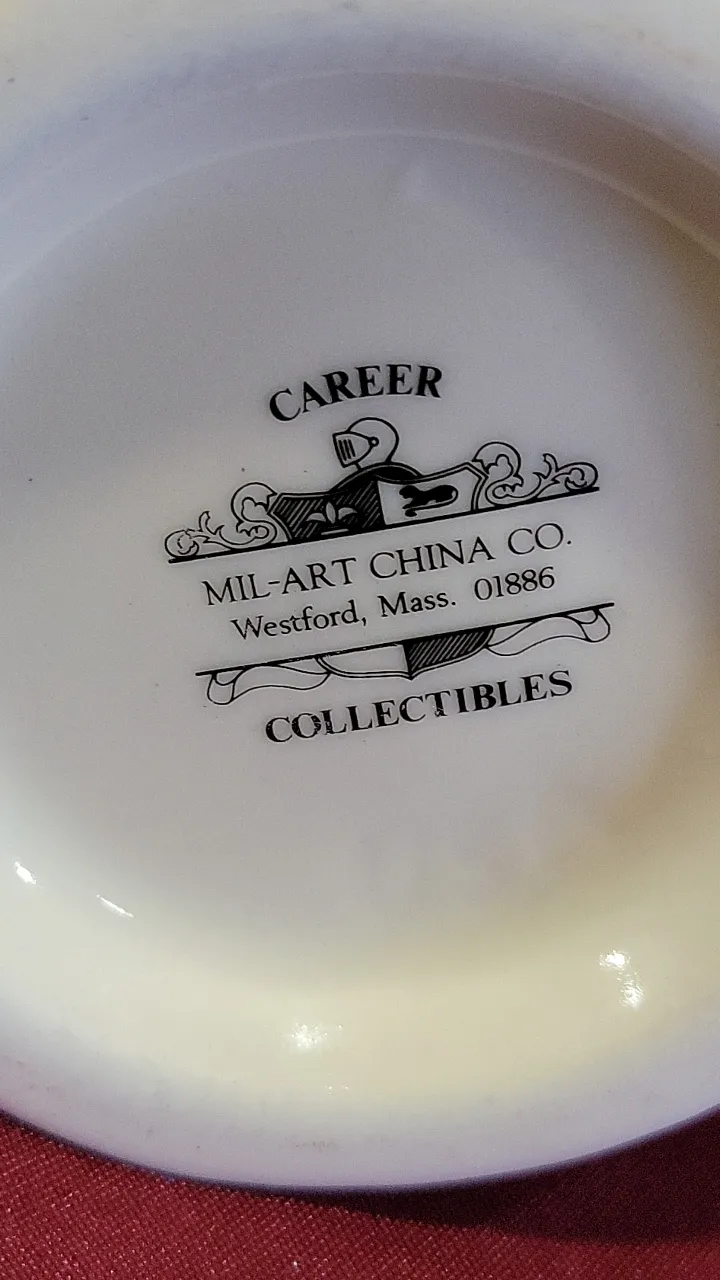 CAREER
MIL-ART CHINA CO.
Westford, Mass. 01886
COLLECTIBLES